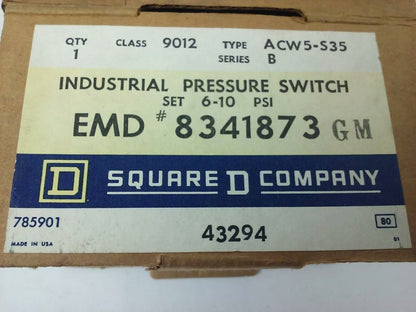 QTY 1 CLASS 9012 TYPE ACW5-S35
SERIES B
INDUSTRIAL PRESSURE SWITCH
SET 6-10 PSI
EMD # 8341873 GM
D SQUARE D COMPANY
785901
80
43294
MADE IN USA